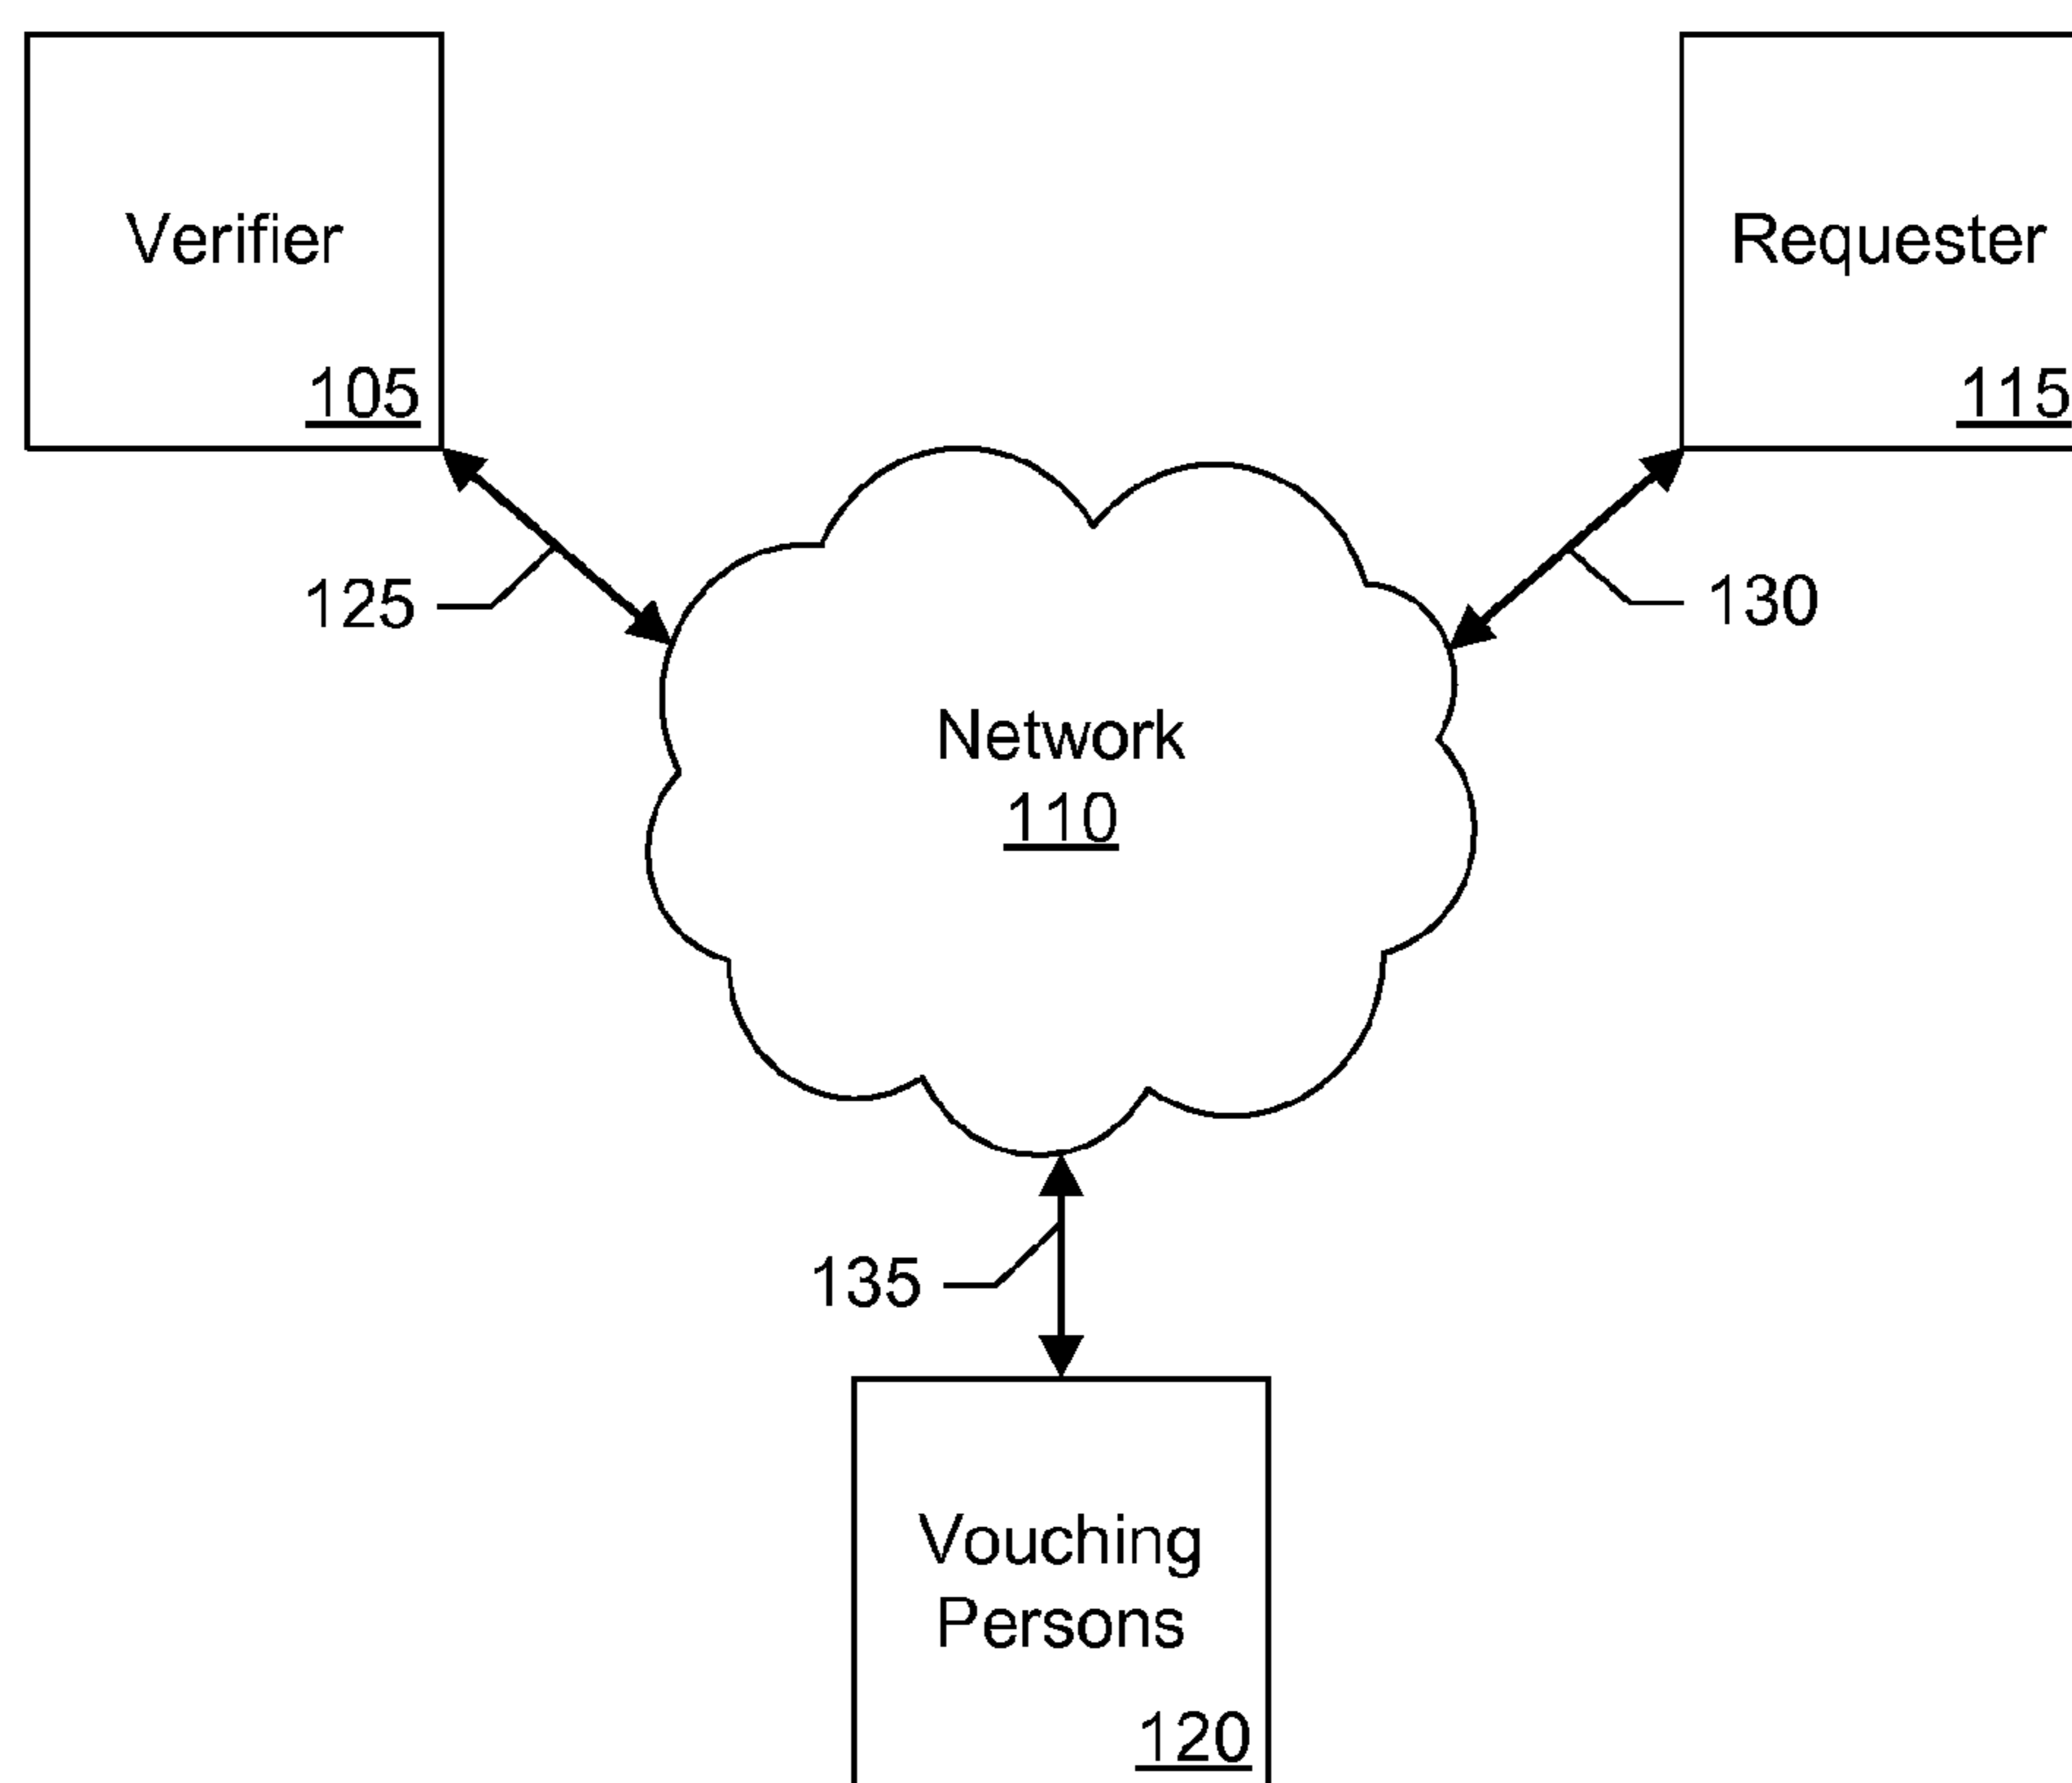 Verifier
105
Requester
115
125
130
Network
110
135
Vouching
Persons
120